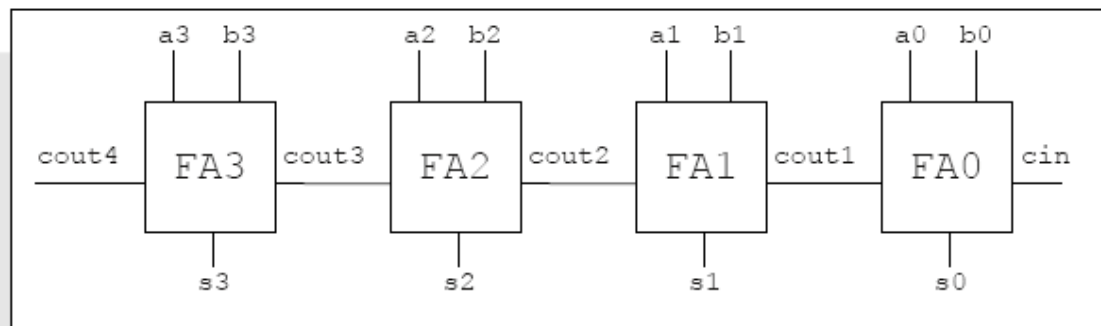 a3 b3 a2 b2 a1 b1 a0 b0
cout4 FA3 cout3 FA2 cout2 FA1 cout1 FA0 cin
s3 s2 s1 s0